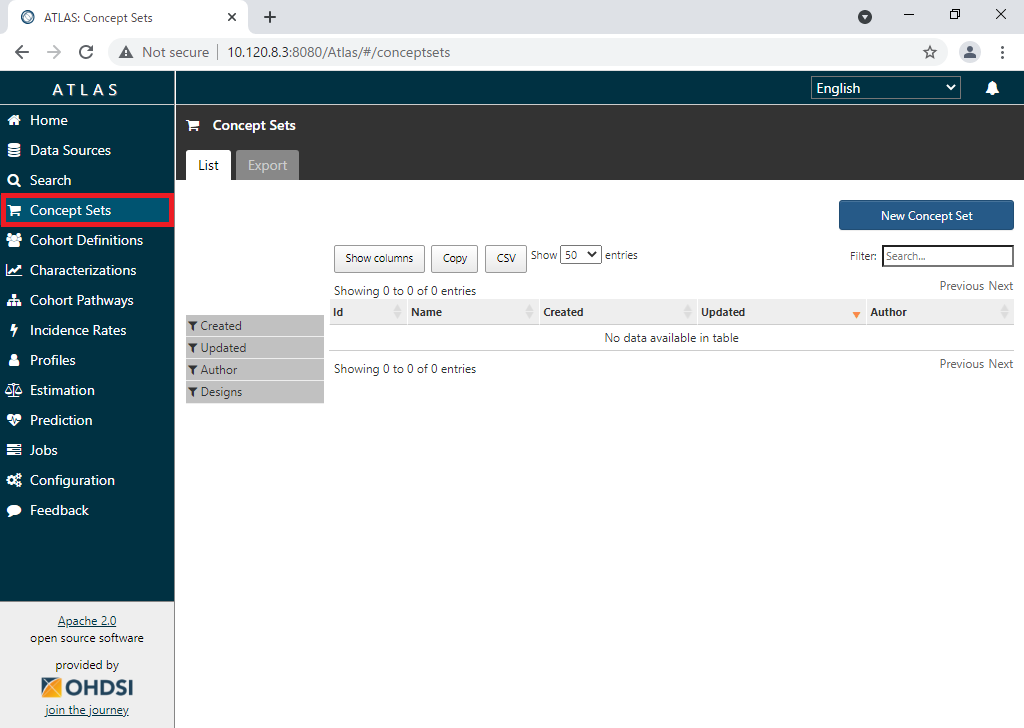 ATLAS: Concept Sets
Not secure
10.120.8.3:8080/Atlas/#/conceptsets
ATLAS
English
Home
Data Sources
Search
Concept Sets
Cohort Definitions
Characterizations
Cohort Pathways
Incidence Rates
Profiles
Estimation
Prediction
Jobs
Configuration
Feedback
Apache 2.0
open source software
provided by
OHDSI
join the journey
Concept Sets
List Export
New Concept Set
Show columns Copy CSV Show 50 entries Filter: Search...
Showing 0 to 0 of 0 entries Previous Next
Created
Updated
Author
Designs
Id Name Created Updated Author
No data available in table
Showing 0 to 0 of 0 entries Previous Next